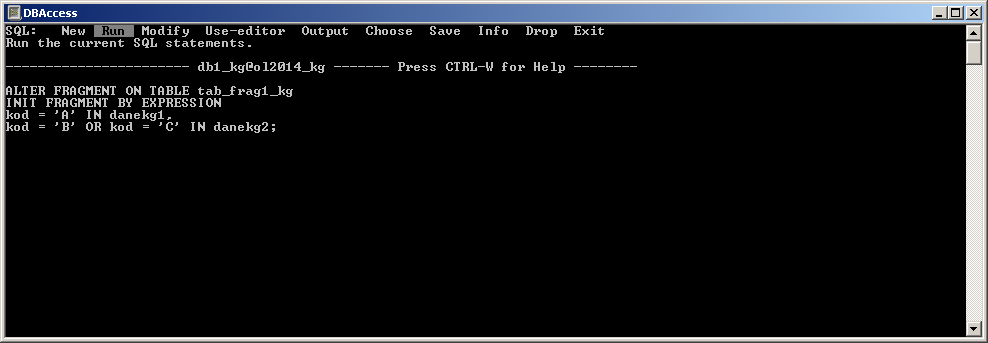 DBAccess
SQL:   New  Run  Modify  Use-editor  Output  Choose  Save  Info  Drop  Exit
Run the current SQL statements.
----------------------- db1_kg@ol2014_kg ------- Press CTRL-W for Help --------
ALTER FRAGMENT ON TABLE tab_frag1_kg
INIT FRAGMENT BY EXPRESSION
kod = 'A' IN danekg1,
kod = 'B' OR kod = 'C' IN danekg2;